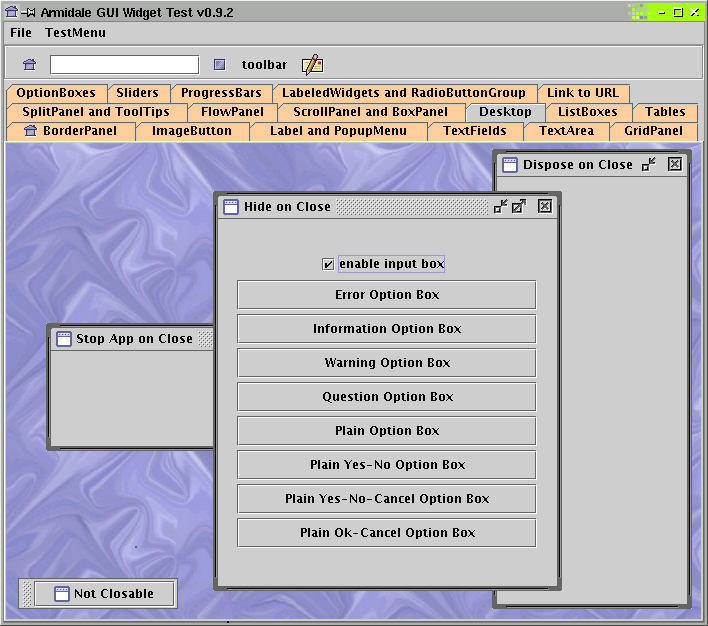 Armidale GUI Widget Test v0.9.2
File TestMenu
toolbar
OptionBoxes Sliders ProgressBars LabeledWidgets and RadioButtonGroup Link to URL
SplitPanel and ToolTips FlowPanel ScrollPanel and BoxPanel Desktop ListBoxes Tables
BorderPanel ImageButton Label and PopupMenu TextFields TextArea GridPanel
Dispose on Close
Hide on Close
enable input box
Error Option Box
Information Option Box
Stop App on Close
Warning Option Box
Question Option Box
Plain Option Box
Plain Yes-No Option Box
Plain Yes-No-Cancel Option Box
Plain Ok-Cancel Option Box
Not Closable